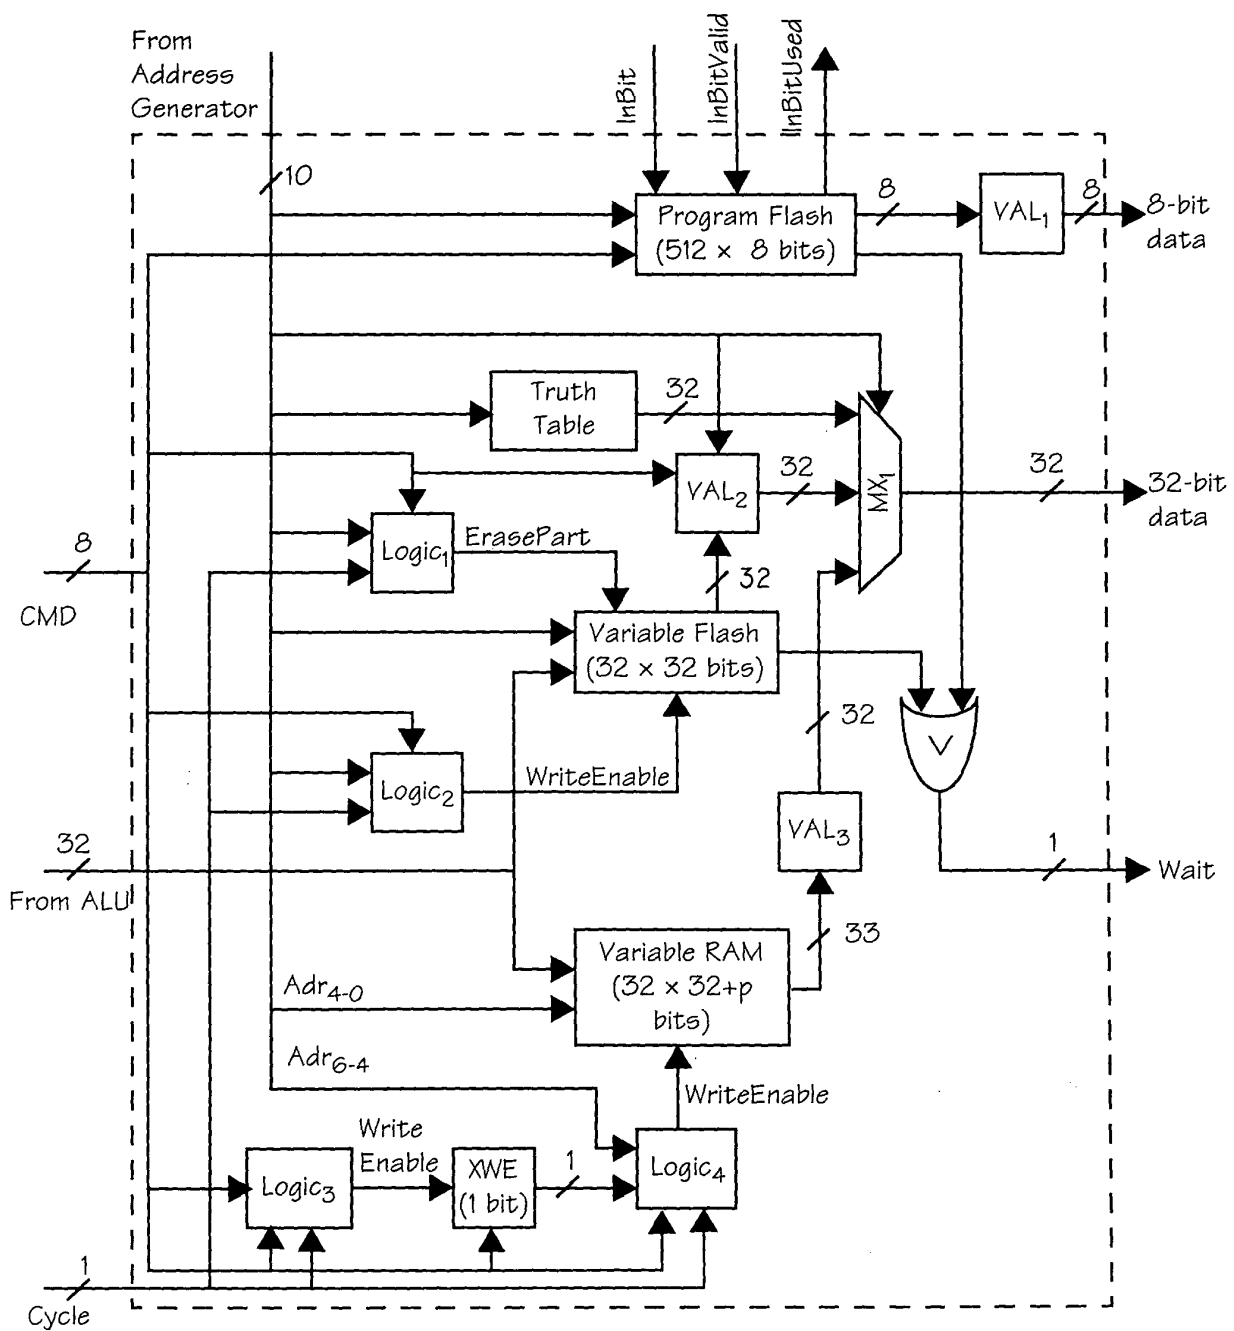 From
Address
Generator
InBit
InBitValid
InBitUsed
10
Program Flash
(512 × 8 bits)
8
VAL1
8
8-bit
data
Truth
Table
32
VAL2
32
MX1
32
32-bit
data
8
CMD
Logic1
ErasePart
32
Variable Flash
(32 × 32 bits)
32
V
Logic2
WriteEnable
VAL3
32
From ALU
1
Wait
33
Variable RAM
(32 × 32+p
bits)
Adr4-0
Adr6-4
WriteEnable
Write
Enable
Logic3
XWE
(1 bit)
1
Logic4
1
Cycle